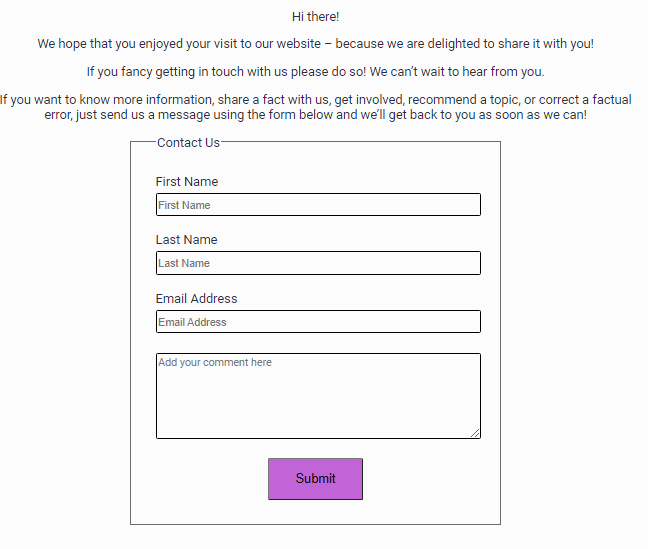 Hi there!
We hope that you enjoyed your visit to our website – because we are delighted to share it with you!
If you fancy getting in touch with us please do so! We can’t wait to hear from you.
If you want to know more information, share a fact with us, get involved, recommend a topic, or correct a factual
error, just send us a message using the form below and we’ll get back to you as soon as we can!
Contact Us
First Name
First Name
Last Name
Last Name
Email Address
Email Address
Add your comment here
Submit